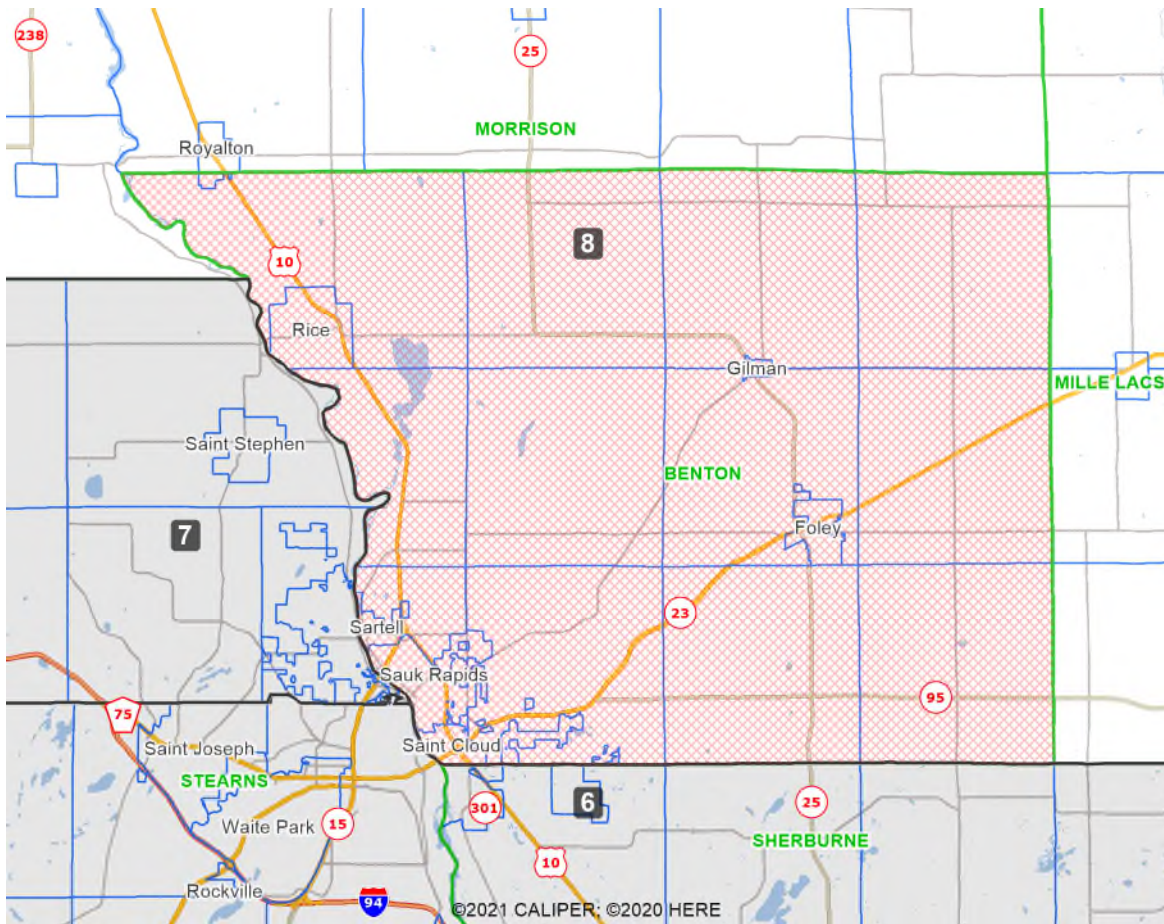 238
25
MORRISON
Royalton
8
10
Rice
Gilman
MILLE LACS
Saint Stephen
BENTON
7
Foley
23
Sartell
Sauk Rapids
95
75
Saint Joseph
Saint Cloud
STEARNS
6
301
25
Waite Park
15
SHERBURNE
10
Rockville
94
©2021 CALIPER; ©2020 HERE